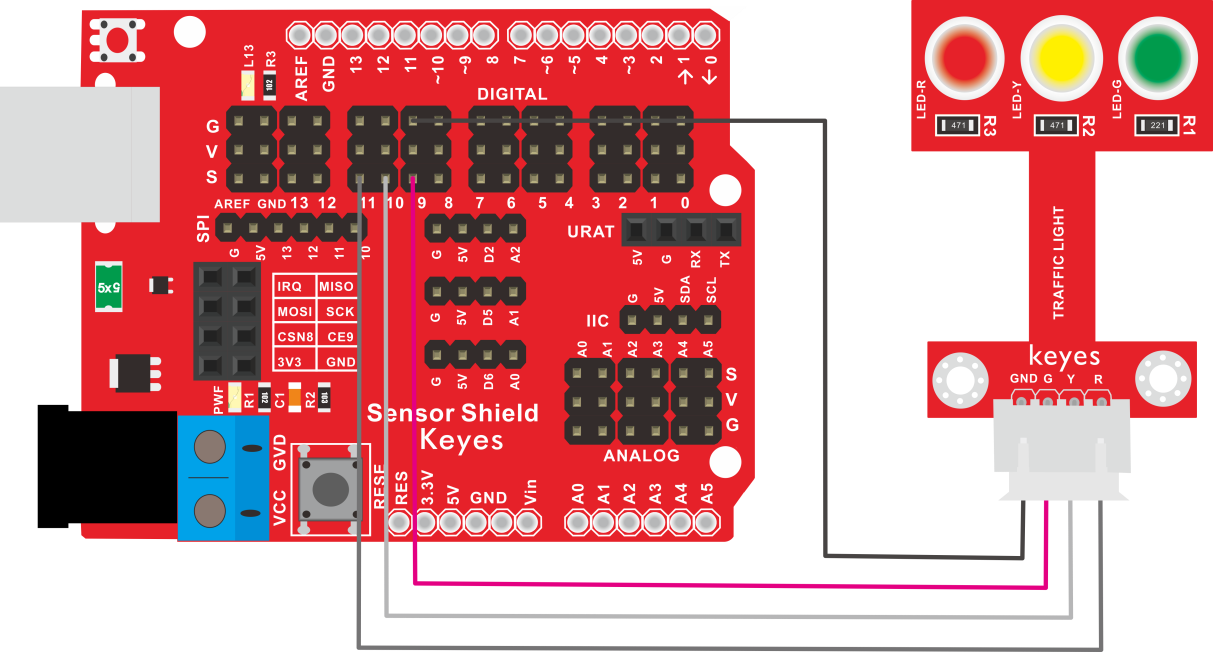 L13
R3
102
AREF
GND
13
12
11
~10
~9
8
7
~6
~5
4
~3
2
→1
←0
DIGITAL
G
V
S
AREF GND 13 12 11 10 9 8 7 6 5 4 3 2 1 0
SPI
G 5V 13 12 11 10
G 5V D2 A2
URAT
5V G RX TX
5x5
IRQ MISO
MOSI SCK
CSN8 CE9
3V3 GND
G 5V D5 A1
IIC
G 5V SDA SCL
G 5V D6 A0
A0 A1 A2 A3 A4 A5
S
V
G
ANALOG
PWF
R1
102
C1
R2
103
Sensor Shield
Keyes
GVD
VCC
RESE
RES
3.3V
5V
GND
Vin
A0
A1
A2
A3
A4
A5
LED-R
LED-Y
LED-G
471
R3
471
R2
221
R1
TRAFFIC LIGHT
keyes
GND G Y R